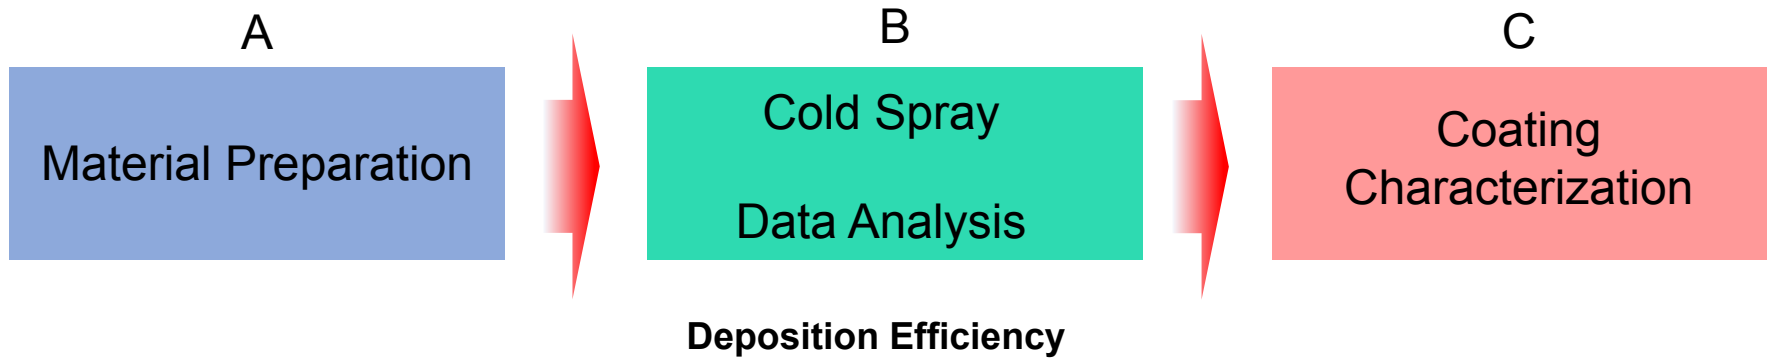 A
Material Preparation
B
Cold Spray
Data Analysis
C
Coating
Characterization
Deposition Efficiency